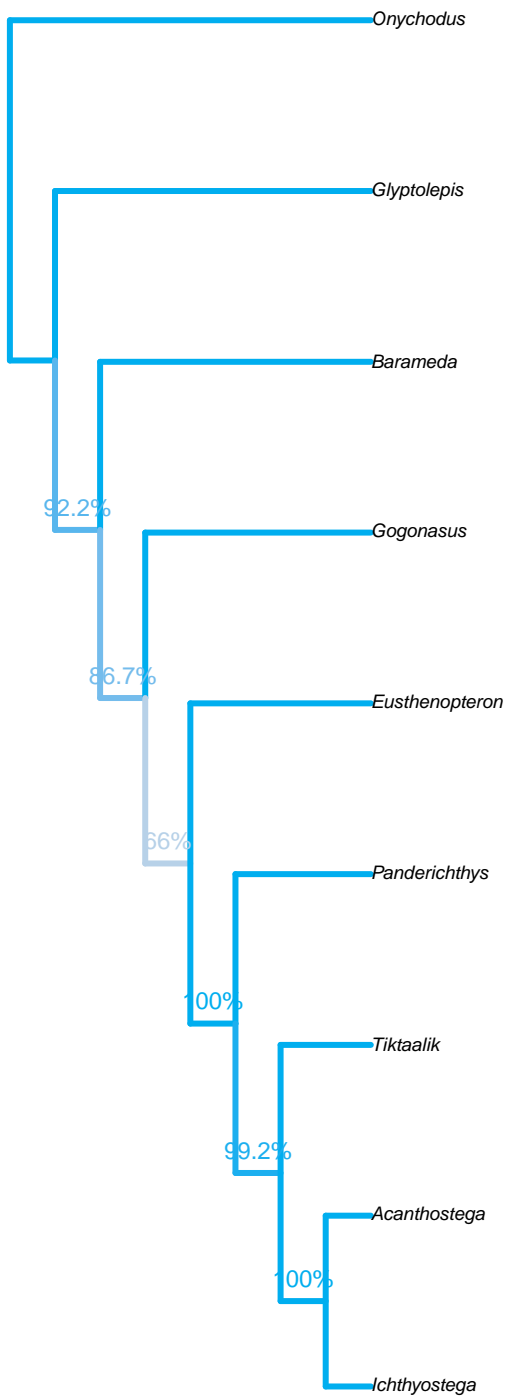 Onychodus
Glyptolepis
Barameda
92.2%
Gogonasus
86.7%
Eusthenopteron
66%
Panderichthys
100%
Tiktaalik
99.2%
Acanthostega
100%
Ichthyostega